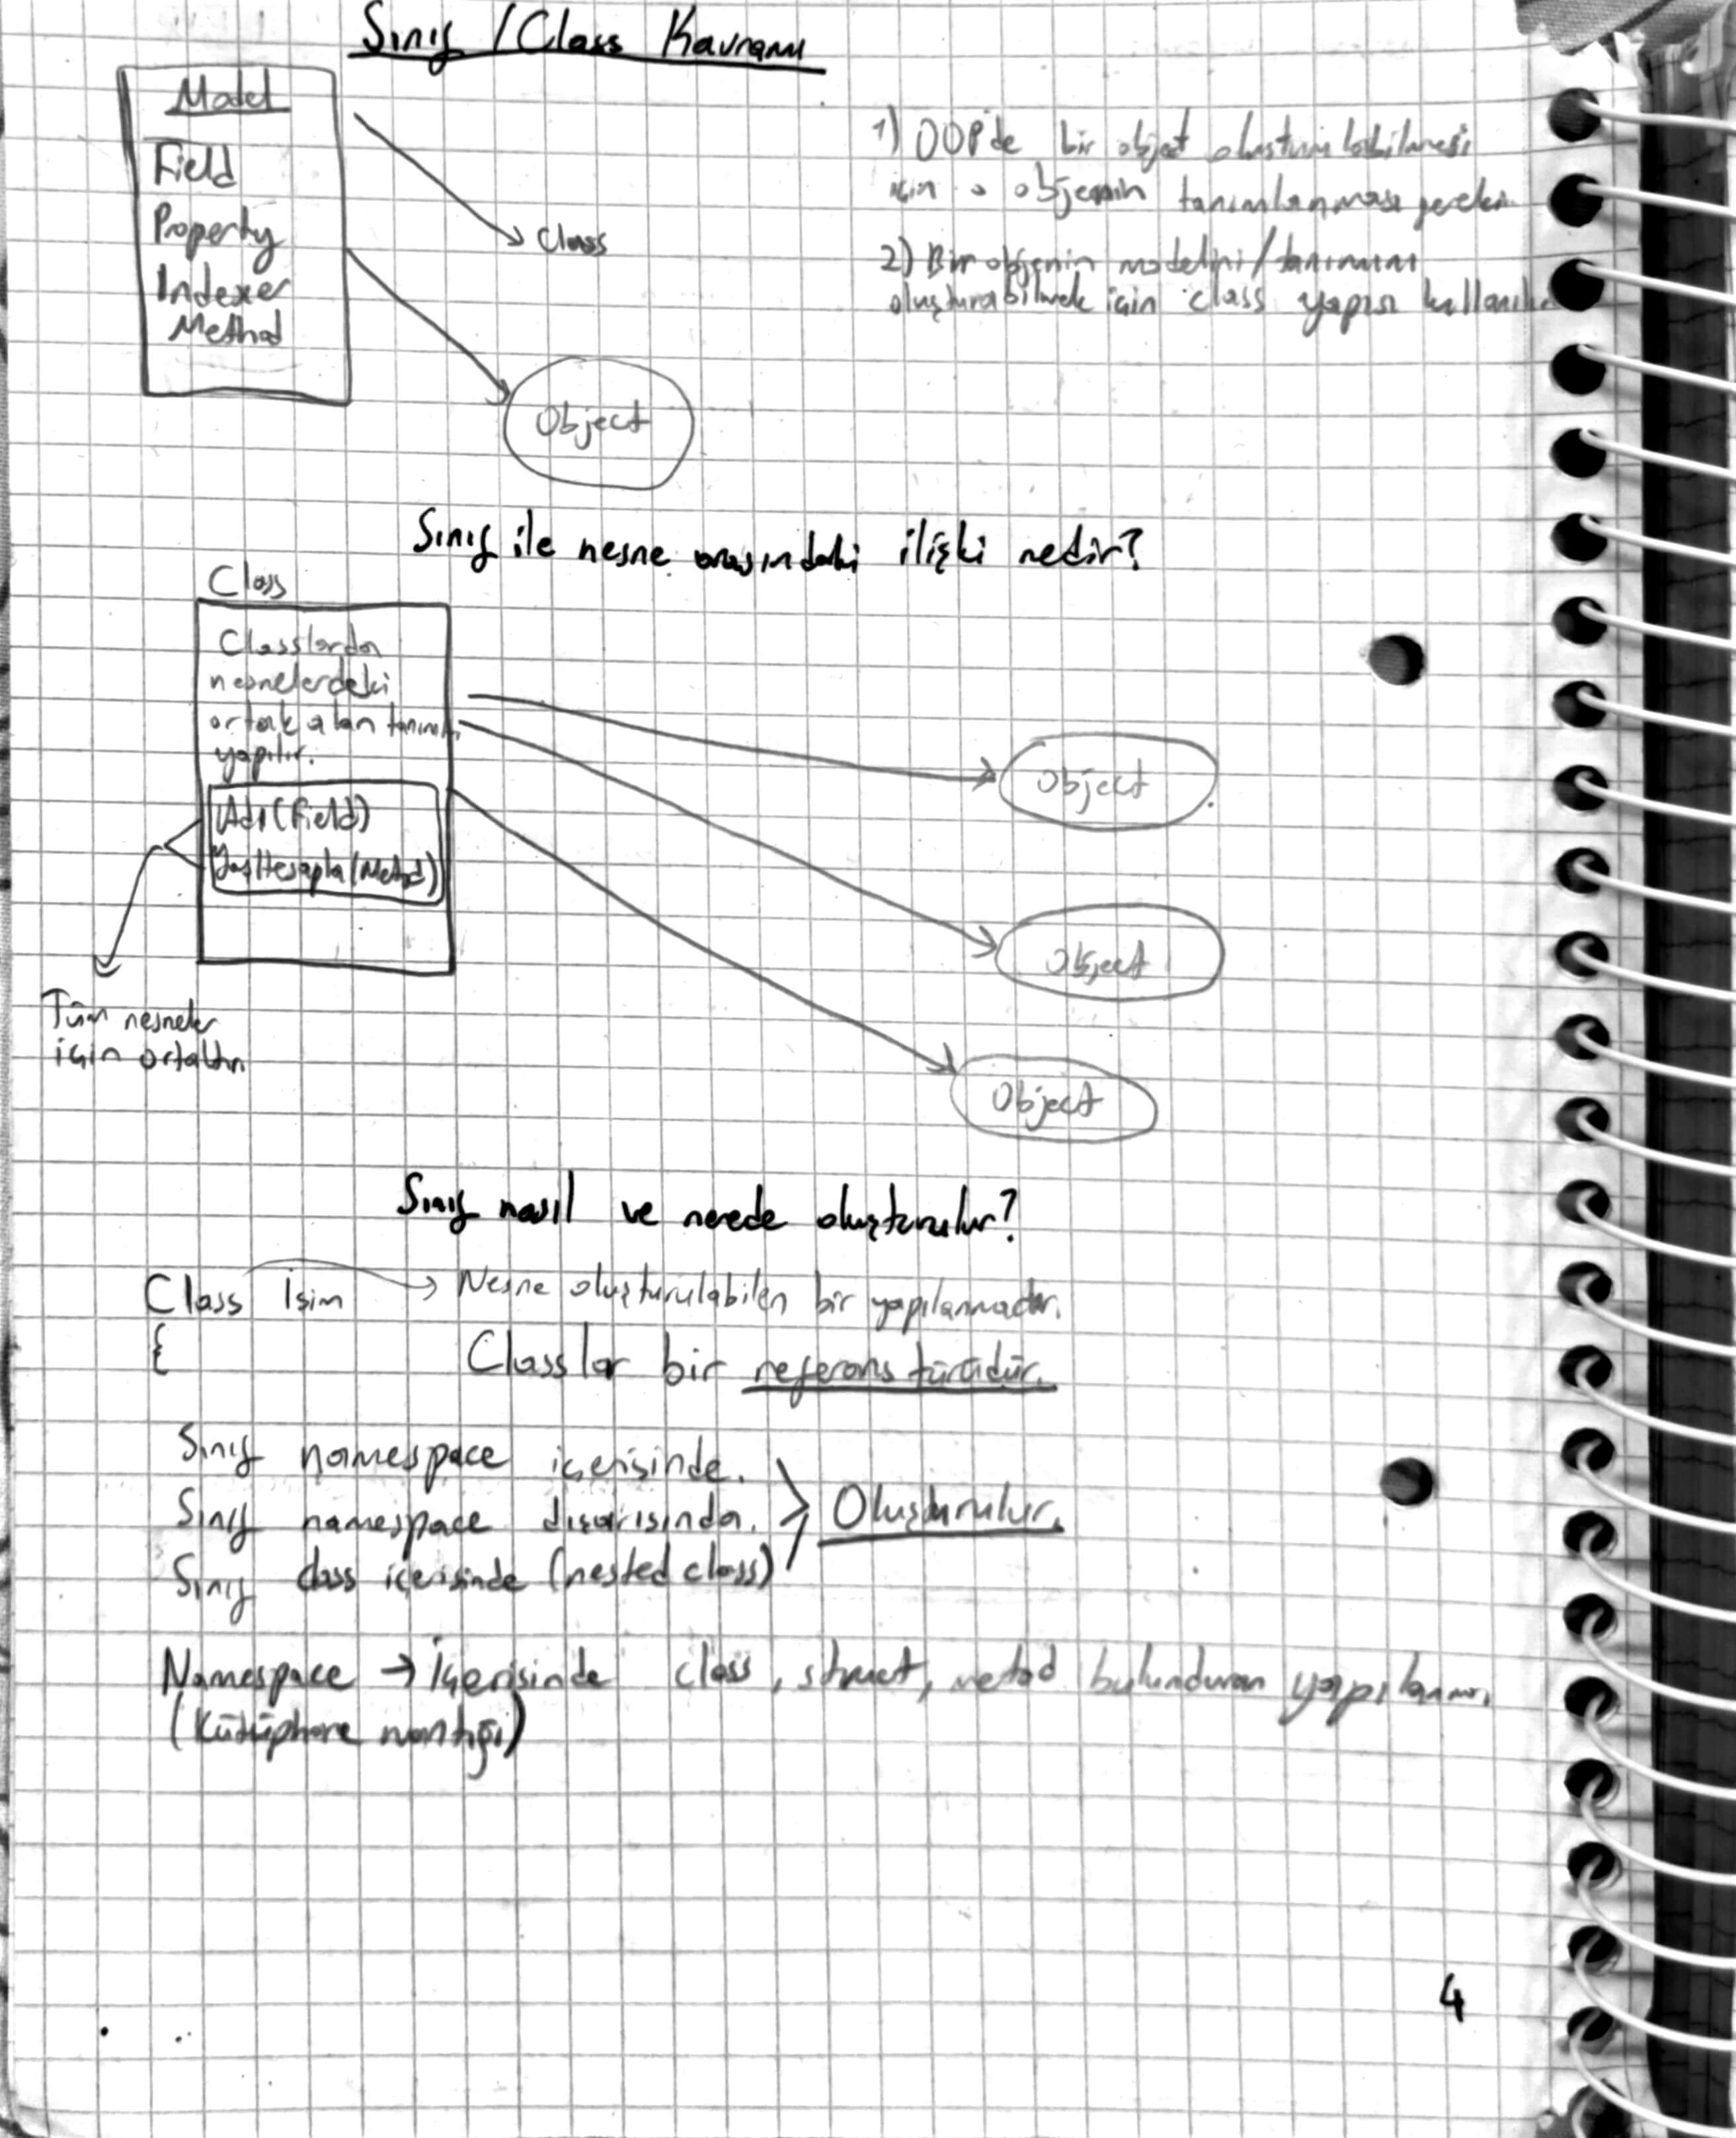 Sınıf / Class Kavramı
Model
Field
Property
Indexer
Method
Class
Object
1) OOP'de bir object oluşturulabilmesi
için o objenin tanımlanması gerekir.
2) Bir objenin modelini/tanımını
oluşturabilmek için class yapısı kullanılır
Sınıf ile nesne arasındaki ilişki nedir?
Class
Classlarda
nesnelerdeki
ortak alan tanımları
yapılır.
Adı (Field)
YaşHesapla (Metod)
Tüm nesneler
için ortaktır
Object
Object
Object
Sınıf nasıl ve nerede oluşturulur?
Class İsim → Nesne oluşturulabilen bir yapılanmadır.
{ Classlar bir referans türüdür.
Sınıf namespace içerisinde.
Sınıf namespace dışarısında. > Oluşturulur.
Sınıf class içerisinde (nested class)
Namespace → İçerisinde class, struct, metod bulunduran yapılanma.
(Kütüphane mantığı)
4